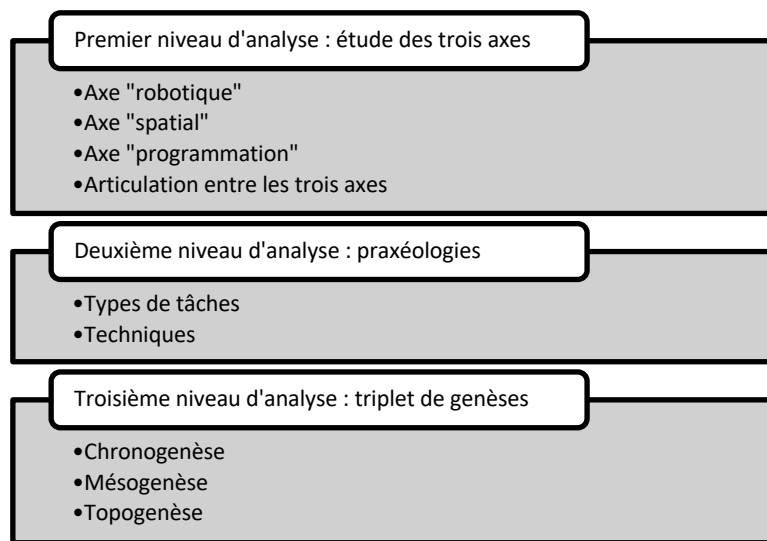 Premier niveau d'analyse : étude des trois axes
•Axe "robotique"
•Axe "spatial"
•Axe "programmation"
•Articulation entre les trois axes
Deuxième niveau d'analyse : praxéologies
•Types de tâches
•Techniques
Troisième niveau d'analyse : triplet de genèses
•Chronogenèse
•Mésogenèse
•Topogenèse